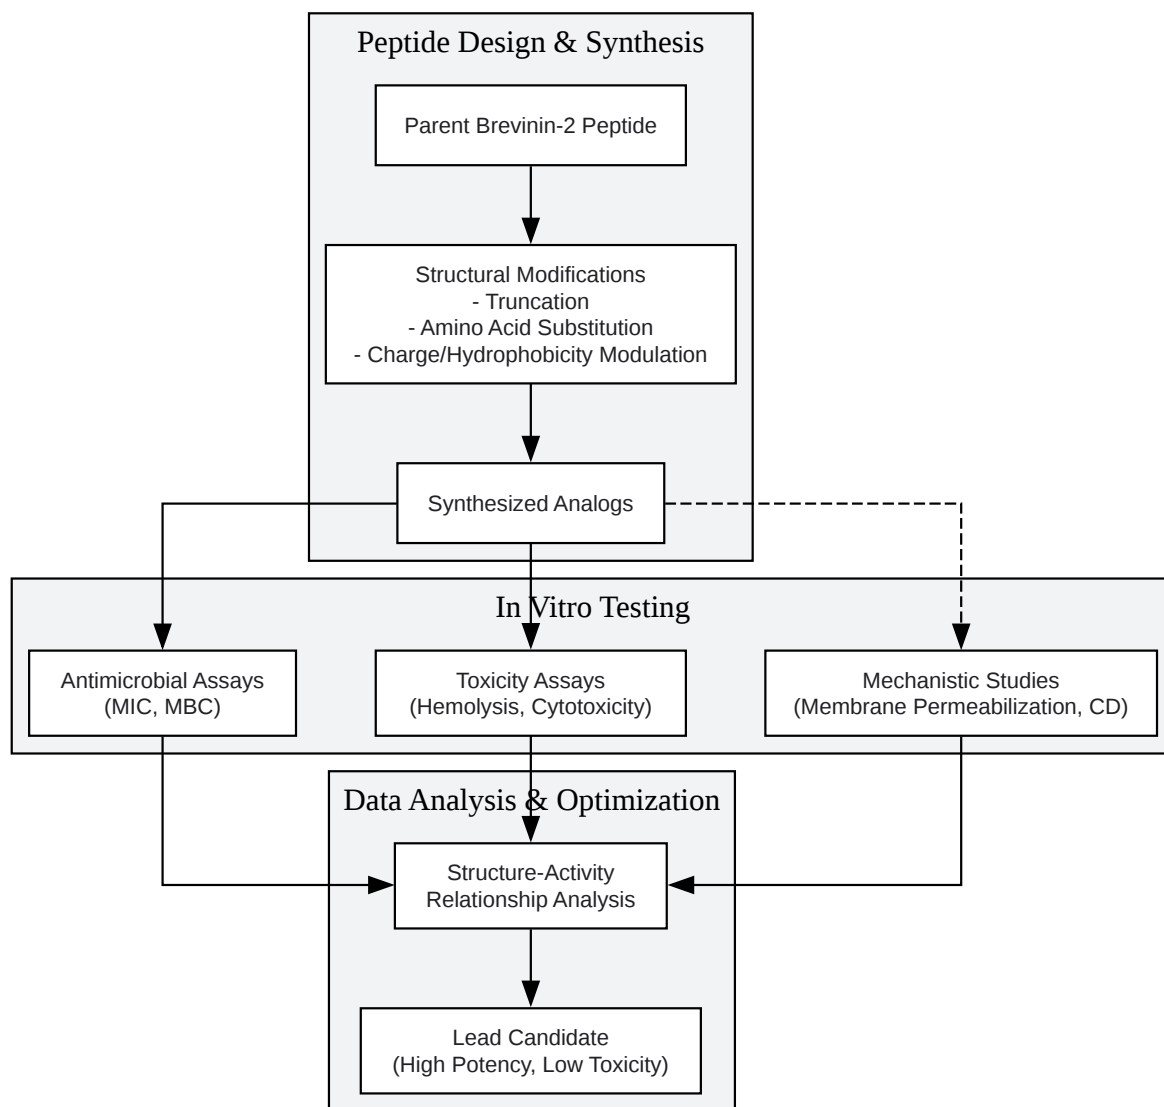 Peptide Design & Synthesis
Parent Brevinin-2 Peptide
Structural Modifications
- Truncation
- Amino Acid Substitution
- Charge/Hydrophobicity Modulation
Synthesized Analogs
In Vitro Testing
Antimicrobial Assays
(MIC, MBC)
Toxicity Assays
(Hemolysis, Cytotoxicity)
Mechanistic Studies
(Membrane Permeabilization, CD)
Data Analysis & Optimization
Structure-Activity
Relationship Analysis
Lead Candidate
(High Potency, Low Toxicity)